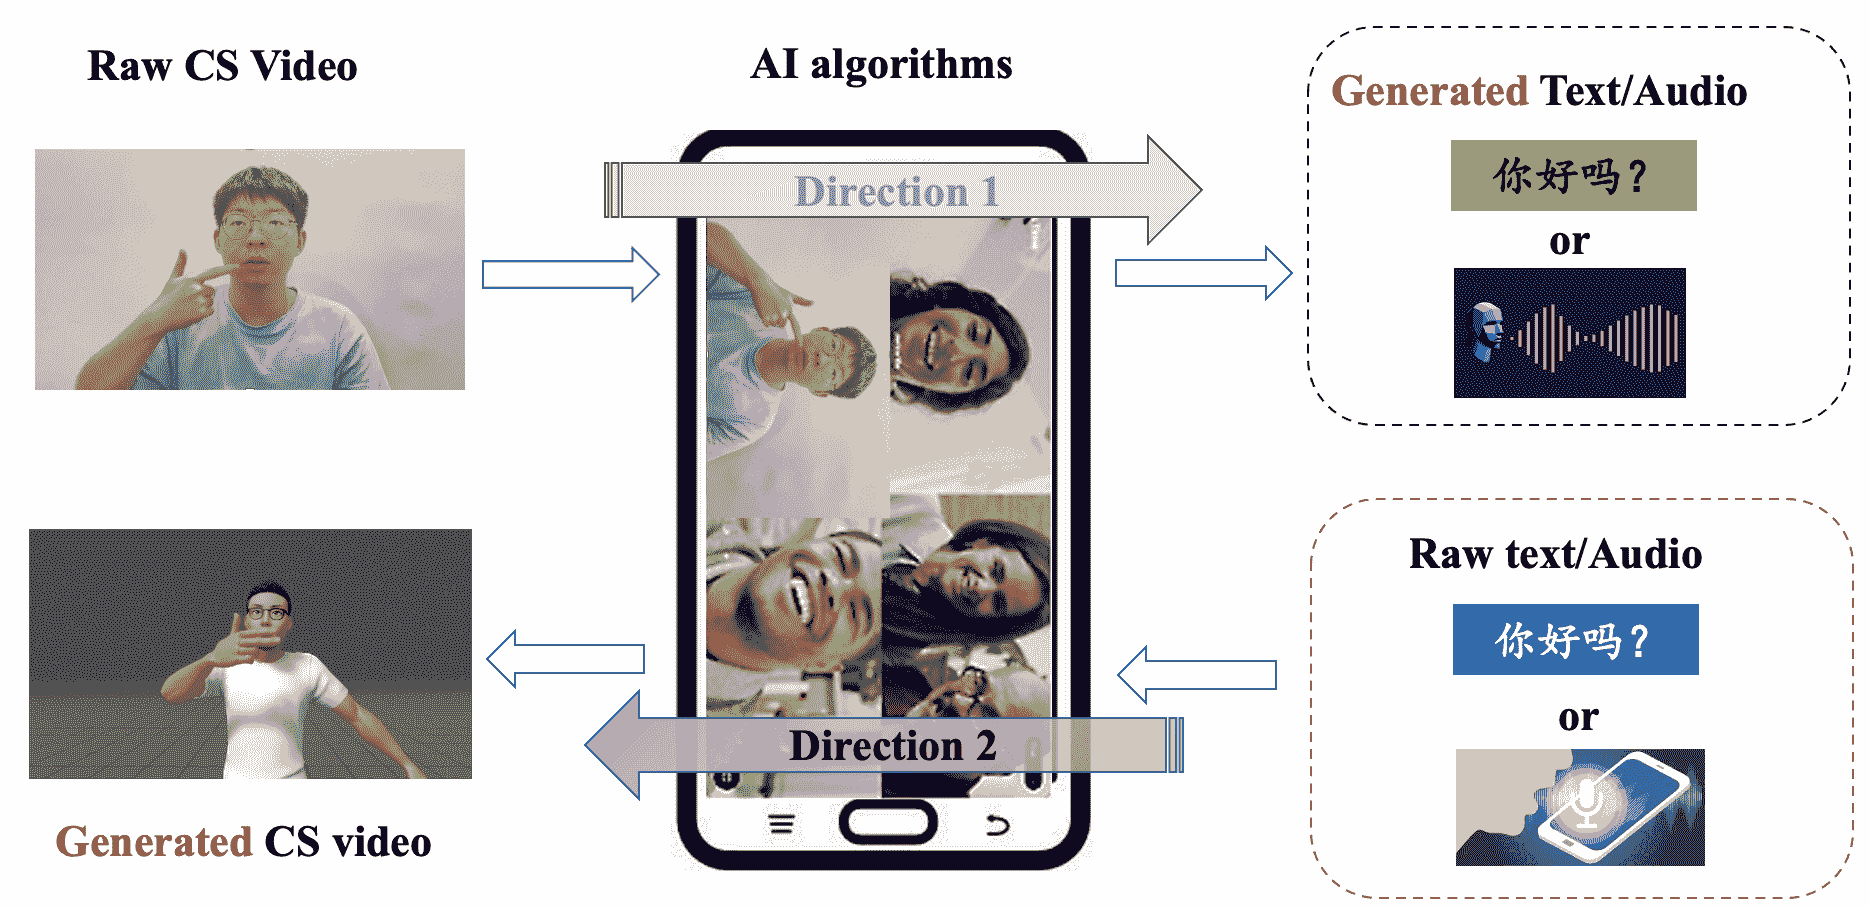 Raw CS Video
AI algorithms
Generated Text/Audio
Direction 1
你好吗？
or
Raw text/Audio
你好吗？
or
Direction 2
Generated CS video